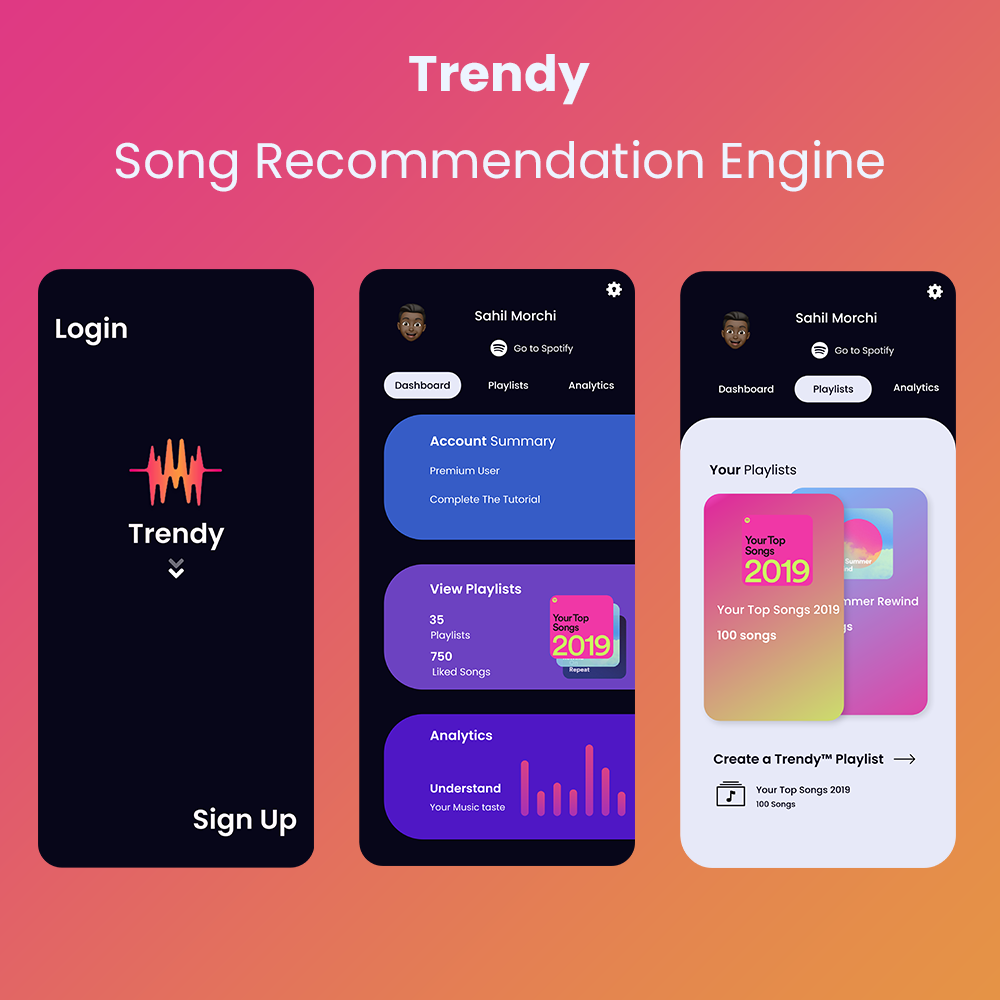 Trendy
Song Recommendation Engine
Login
Trendy
Sign Up
Sahil Morchi
Go to Spotify
Dashboard
Playlists
Analytics
Account Summary
Premium User
Complete The Tutorial
View Playlists
35
Playlists
750
Liked Songs
Your Top
Songs
2019
Repeat
Analytics
Understand
Your Music taste
Sahil Morchi
Go to Spotify
Dashboard
Playlists
Analytics
Your Playlists
Your Top
Songs
2019
Your Top Songs 2019
100 songs
Summer
mmer Rewind
gs
Create a Trendy™ Playlist
Your Top Songs 2019
100 Songs